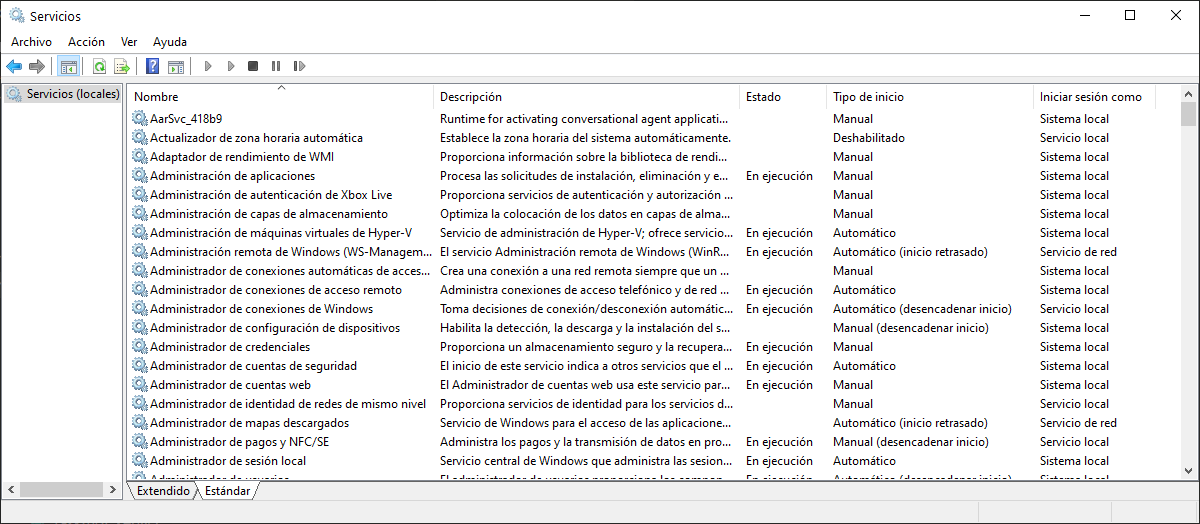 Servicios
Archivo Acción Ver Ayuda
Servicios (locales)
Nombre Descripción Estado Tipo de inicio Iniciar sesión como
AarSvc_418b9 Runtime for activating conversational agent applicati... Manual Sistema local
Actualizador de zona horaria automática Establece la zona horaria del sistema automáticamente. Deshabilitado Servicio local
Adaptador de rendimiento de WMI Proporciona información sobre la biblioteca de rendi... Manual Sistema local
Administración de aplicaciones Procesa las solicitudes de instalación, eliminación y e... En ejecución Manual Sistema local
Administración de autenticación de Xbox Live Proporciona servicios de autenticación y autorización ... Manual Sistema local
Administración de capas de almacenamiento Optimiza la colocación de los datos en capas de alma... Manual Sistema local
Administración de máquinas virtuales de Hyper-V Servicio de administración de Hyper-V; ofrece servicio... En ejecución Automático Sistema local
Administración remota de Windows (WS-Managem... El servicio Administración remota de Windows (WinR... En ejecución Automático (inicio retrasado) Servicio de red
Administrador de conexiones automáticas de acces... Crea una conexión a una red remota siempre que un ... Manual Sistema local
Administrador de conexiones de acceso remoto Administra conexiones de acceso telefónico y de red ... En ejecución Automático Sistema local
Administrador de conexiones de Windows Toma decisiones de conexión/desconexión automátic... En ejecución Automático (desencadenar inicio) Servicio local
Administrador de configuración de dispositivos Habilita la detección, la descarga y la instalación del s... Manual (desencadenar inicio) Sistema local
Administrador de credenciales Proporciona un almacenamiento seguro y la recupera... En ejecución Manual Sistema local
Administrador de cuentas de seguridad El inicio de este servicio indica a otros servicios que el ... En ejecución Automático Sistema local
Administrador de cuentas web El Administrador de cuentas web usa este servicio par... En ejecución Manual Sistema local
Administrador de identidad de redes de mismo nivel Proporciona servicios de identidad para los servicios d... Manual Servicio local
Administrador de mapas descargados Servicio de Windows para el acceso de las aplicacione... Automático (inicio retrasado) Servicio de red
Administrador de pagos y NFC/SE Administra los pagos y la transmisión de datos en pro... En ejecución Manual (desencadenar inicio) Servicio local
Administrador de sesión local Servicio central de Windows que administra las sesion... En ejecución Automático Sistema local
Extendido Estándar